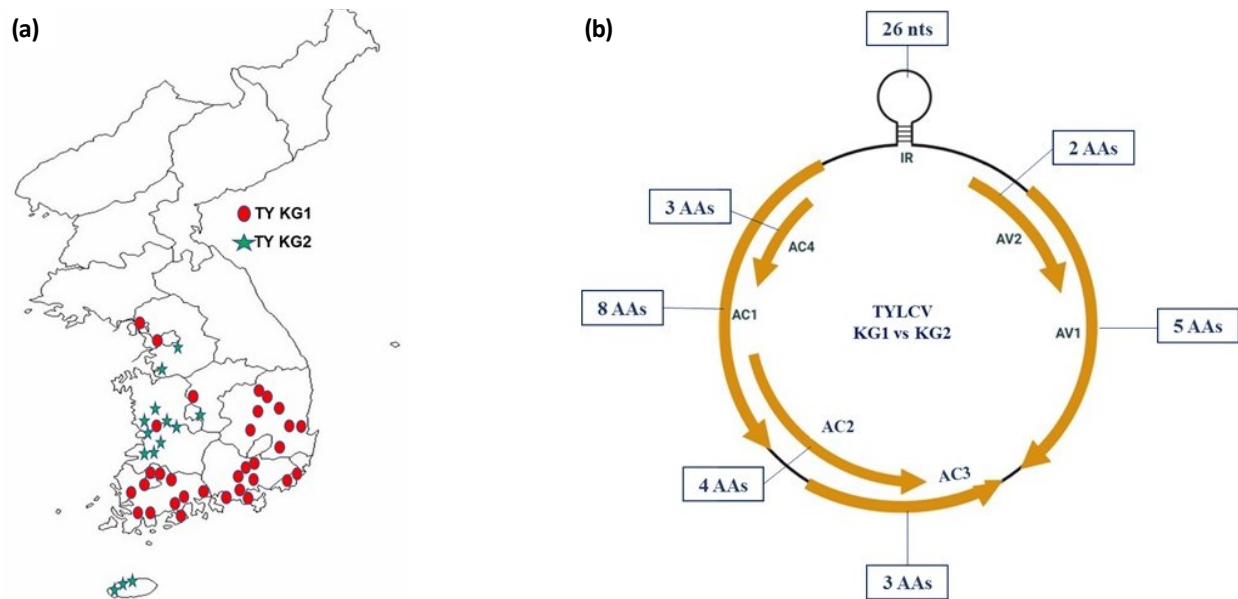 (a)
TY KG1
TY KG2
(b)
26 nts
IR
2 AAs
3 AAs
AV2
AC4
8 AAs
AC1
TYLCV
KG1 vs KG2
AV1
5 AAs
AC2
4 AAs
AC3
3 AAs